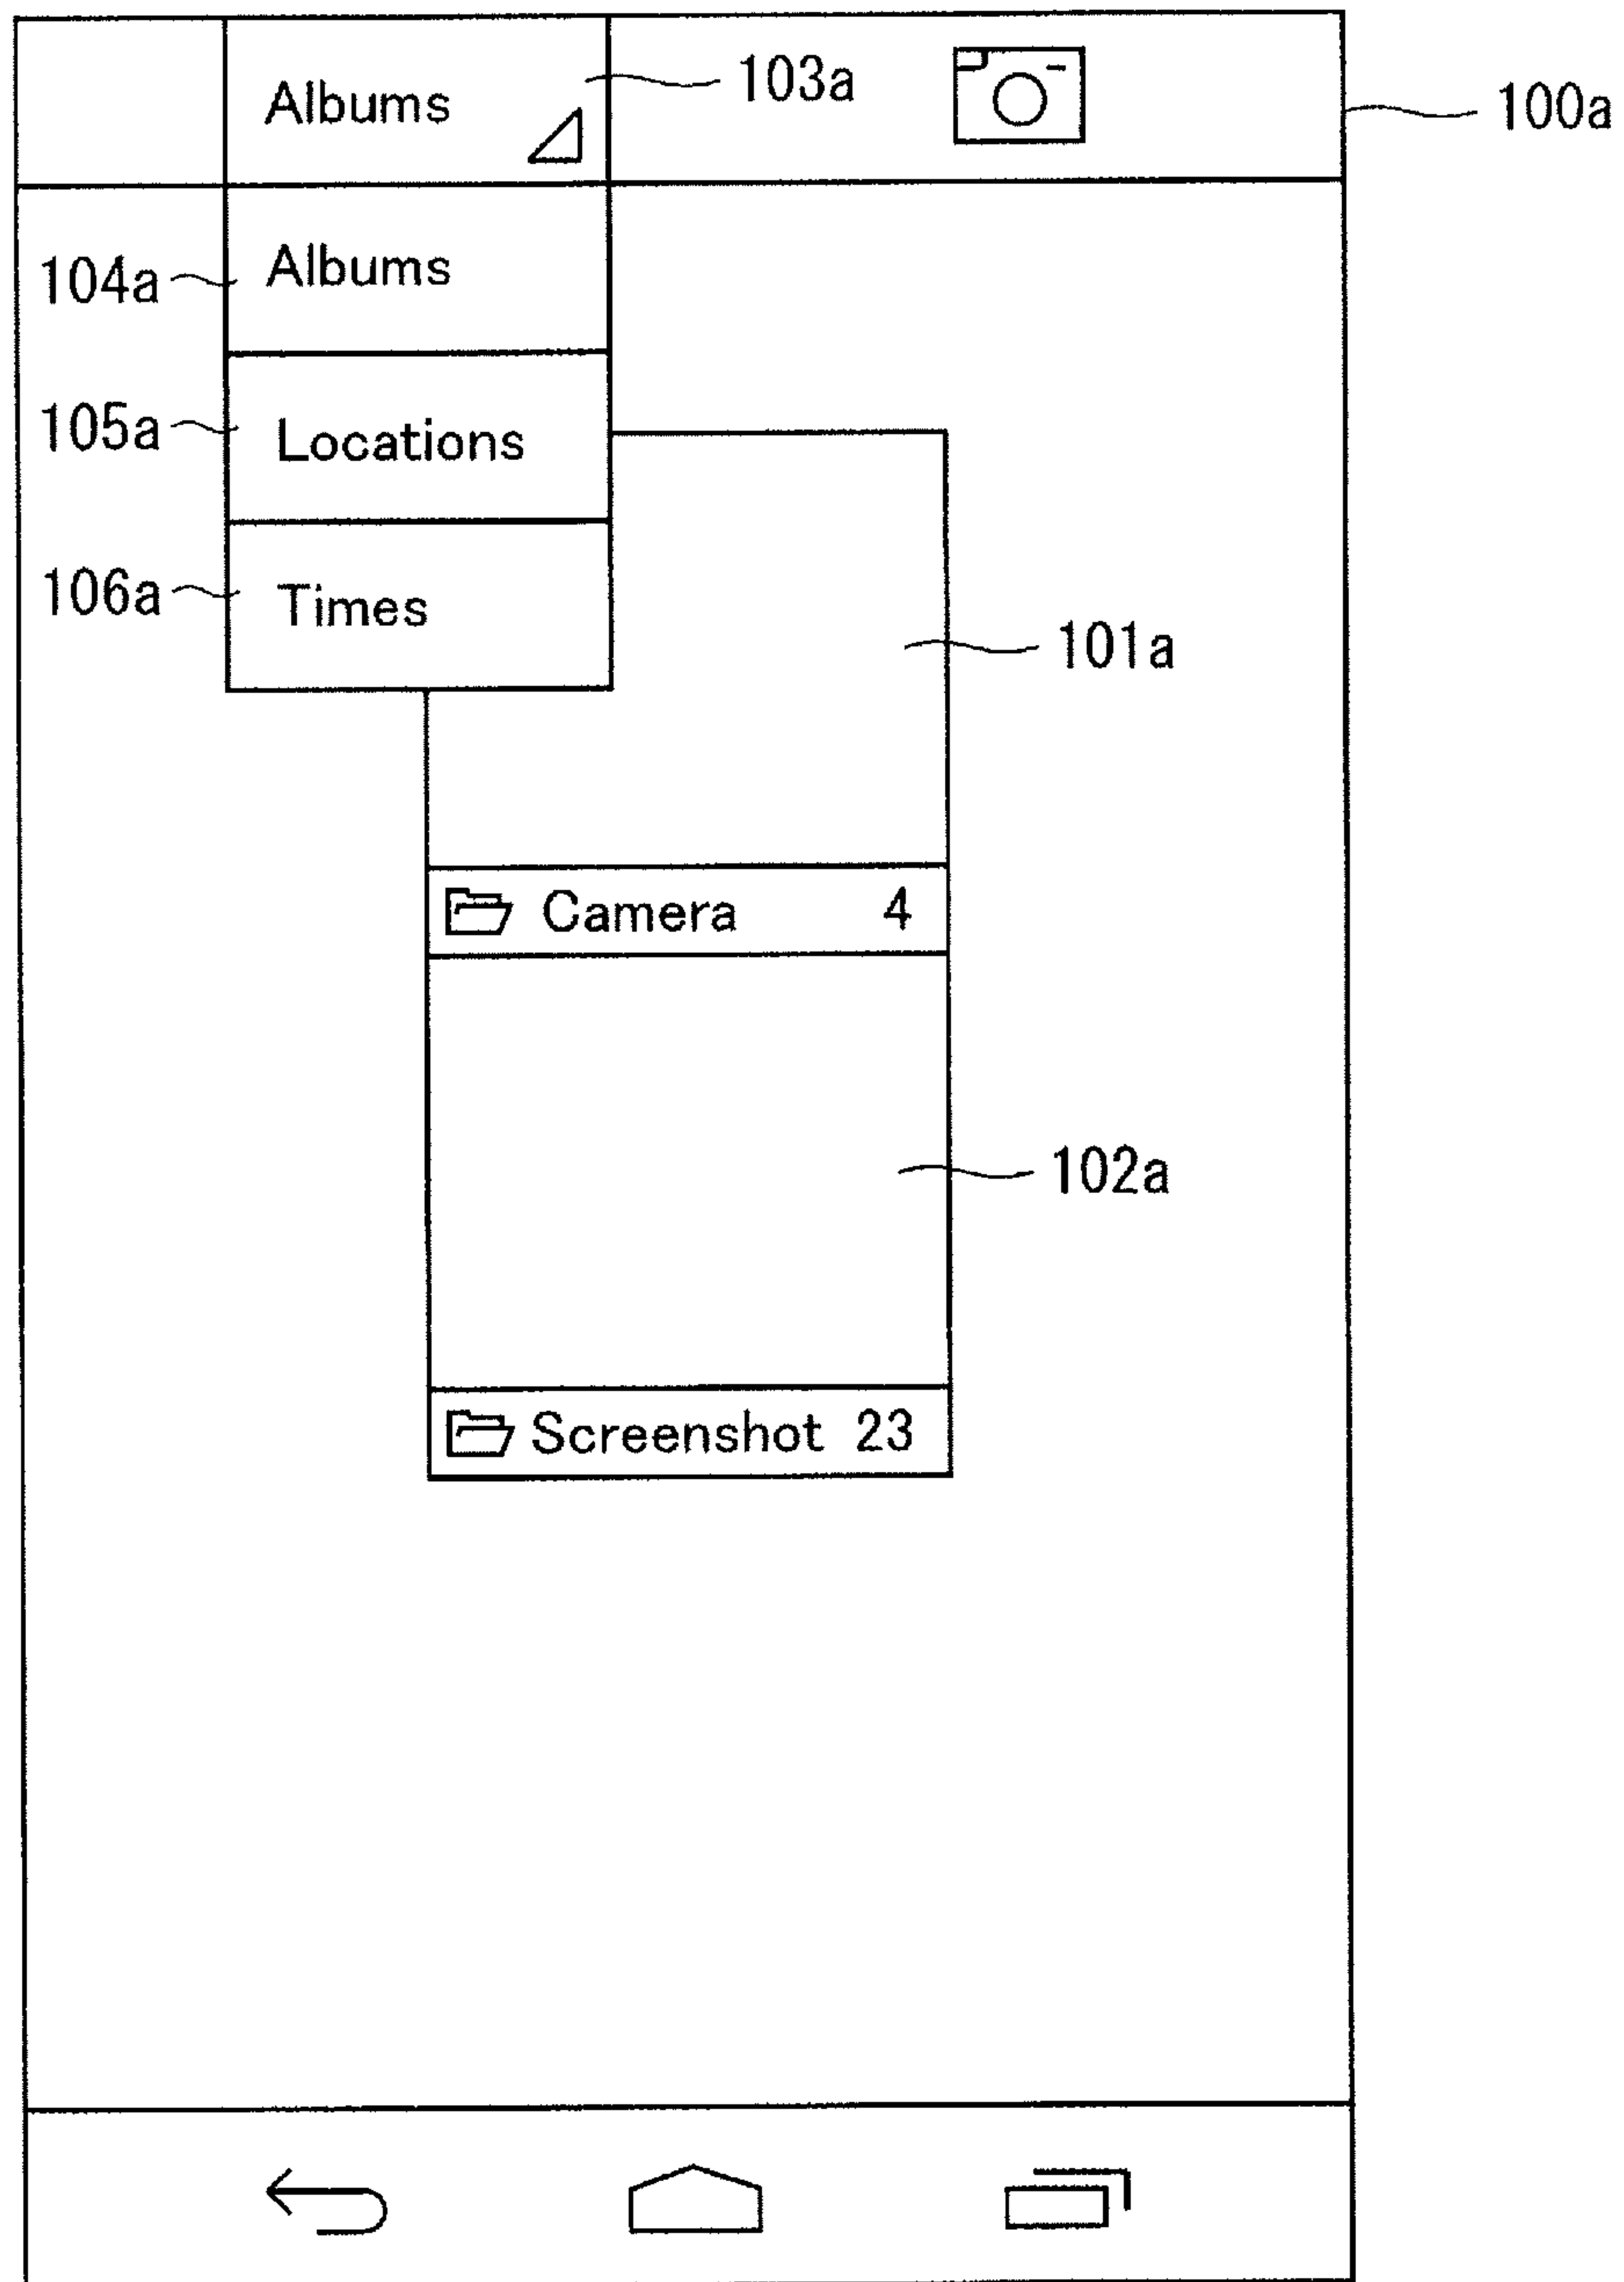 Albums 103a
100a
104a Albums
105a Locations
106a Times
101a
Camera 4
102a
Screenshot 23